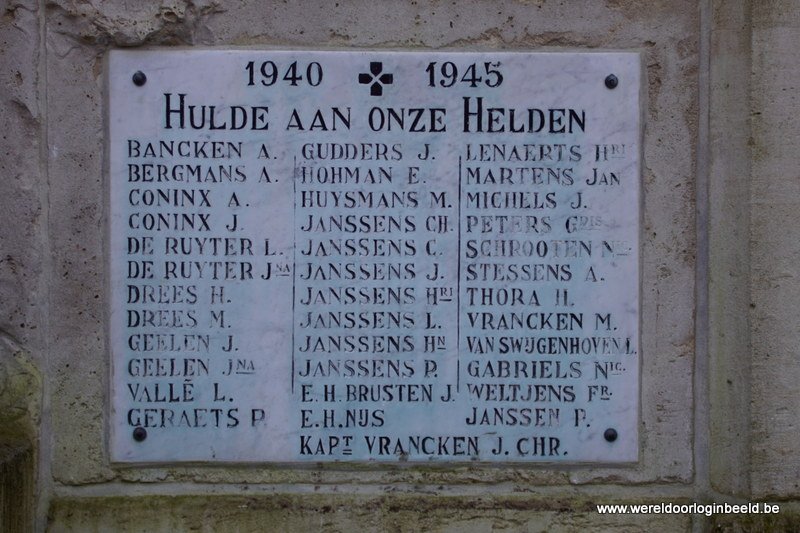 1940 ✠ 1945
HULDE AAN ONZE HELDEN
BANCKEN A. GUDDERS J. LENAERTS HRI
BERGMANS A. HOHMAN E. MARTENS JAN
CONINX A. HUYSMANS M. MICHELS J.
CONINX J. JANSSENS CH. PETERS GDIS
DE RUYTER L. JANSSENS C. SCHROOTEN
DE RUYTER JNA JANSSENS J. STESSENS A.
DREES H. JANSSENS HRI THORA H.
DREES M. JANSSENS L. VRANCKEN M.
GEELEN J. JANSSENS HN VAN SWIJGENHOVEN L.
GEELEN JNA JANSSENS P. GABRIELS NIC.
VALLĒ L. E.H. BRUSTEN J. WELTJENS FR.
GERAETS P. E.H. NIJS JANSSEN P.
KAPT VRANCKEN J. CHR.
www.wereldoorloginbeeld.be